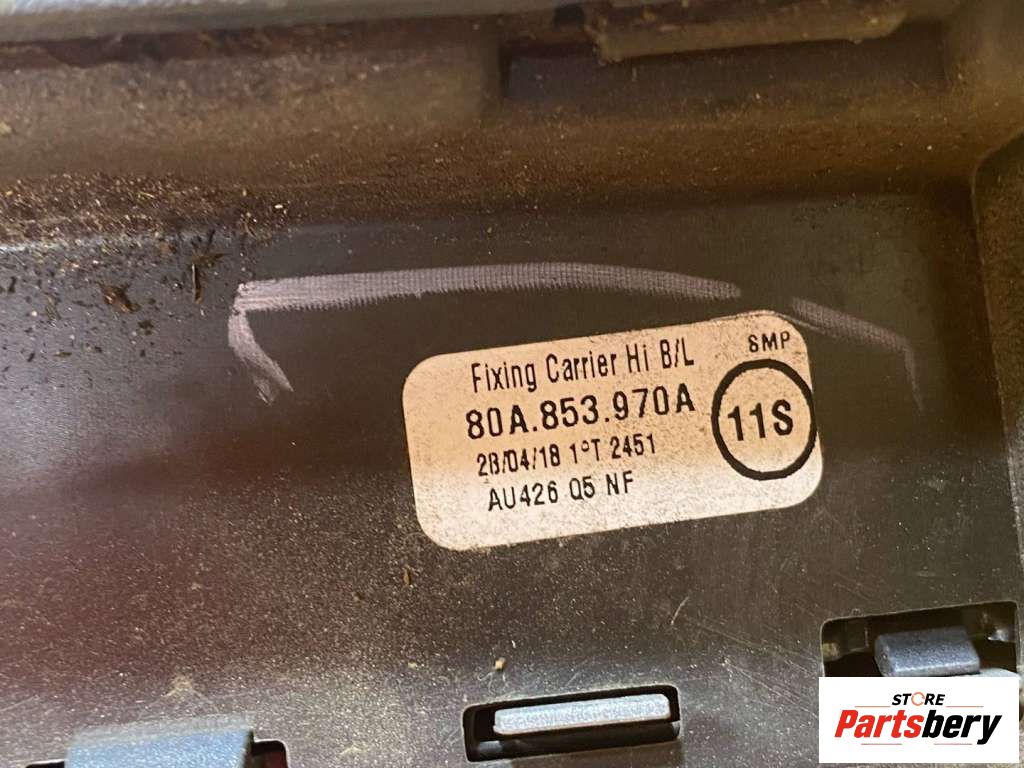 Fixing Carrier Hi B/L
SMP
80A.853.970A
11S
28/04/18 1°T 2451
AU426 Q5 NF
STORE
Partsbery